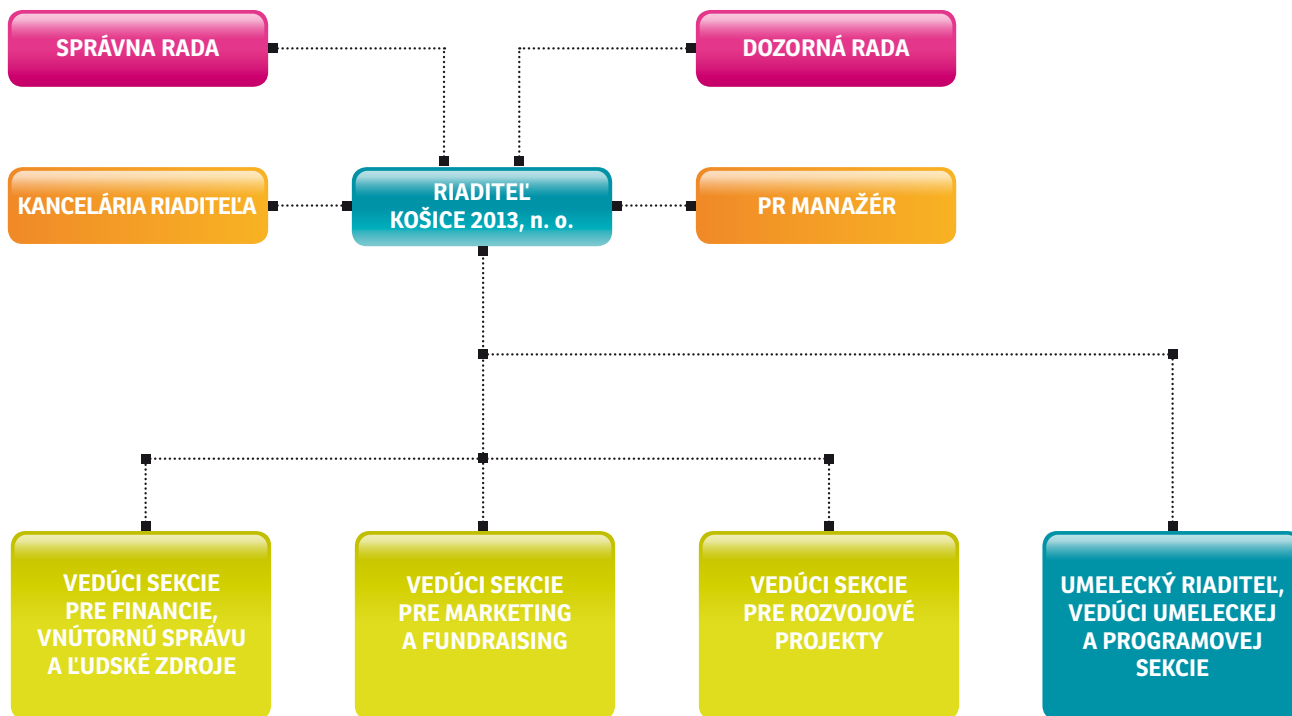 SPRÁVNA RADA
DOZORNÁ RADA
KANCELÁRIA RIADITEĽA
RIADITEĽ
KOŠICE 2013, n. o.
PR MANAŽÉR
VEDÚCI SEKCIE
PRE FINANCIE,
VNÚTORNÚ SPRÁVU
A ĽUDSKÉ ZDROJE
VEDÚCI SEKCIE
PRE MARKETING
A FUNDRAISING
VEDÚCI SEKCIE
PRE ROZVOJOVÉ
PROJEKTY
UMELECKÝ RIADITEĽ,
VEDÚCI UMELECKEJ
A PROGRAMOVEJ
SEKCIE